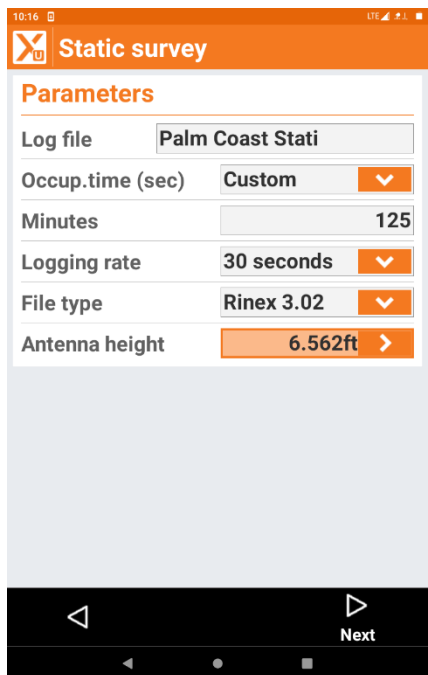 10:16 LTE
Static survey
Parameters
Log file Palm Coast Stati
Occup.time (sec) Custom
Minutes 125
Logging rate 30 seconds
File type Rinex 3.02
Antenna height 6.562ft
Next